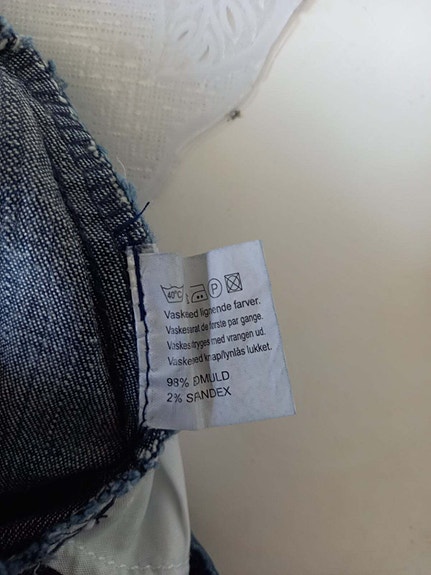 40°C P
Vaskes med lignende farver.
Vaskes separat de første par gange.
Vaskes/stryges med vrangen ud.
Vaskes med knap/lynlås lukket.
98% BOMULD
2% SPANDEX